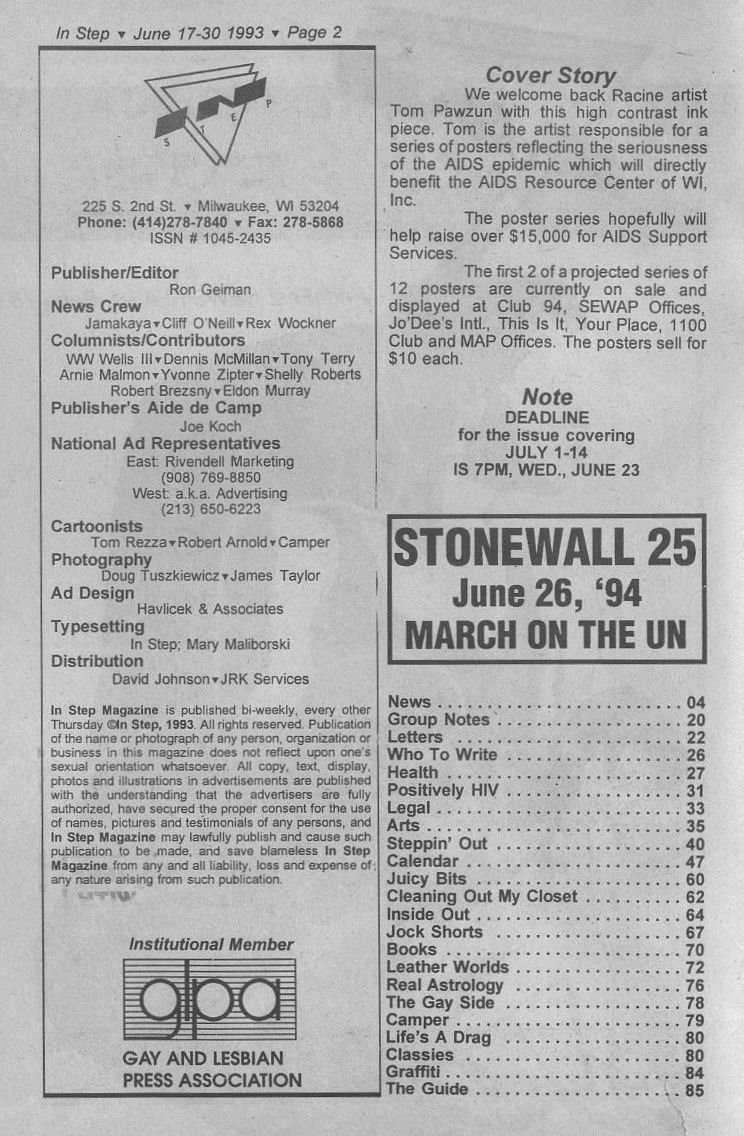 In Step ▼ June 17-30 1993 ▼ Page 2
S T E P
225 S. 2nd St. ▼ Milwaukee, WI 53204
Phone: (414)278-7840 ▼ Fax: 278-5868
ISSN # 1045-2435
Publisher/Editor
Ron Geiman
News Crew
Jamakaya▼Cliff O'Neill▼Rex Wockner
Columnists/Contributors
WW Wells III▼Dennis McMillan▼Tony Terry
Arnie Malmon▼Yvonne Zipter▼Shelly Roberts
Robert Brezsny▼Eldon Murray
Publisher's Aide de Camp
Joe Koch
National Ad Representatives
East: Rivendell Marketing
(908) 769-8850
West: a.k.a. Advertising
(213) 650-6223
Cartoonists
Tom Rezza▼Robert Arnold▼Camper
Photography
Doug Tuszkiewicz▼James Taylor
Ad Design
Havlicek & Associates
Typesetting
In Step; Mary Maliborski
Distribution
David Johnson▼JRK Services
In Step Magazine is published bi-weekly, every other
Thursday ©In Step, 1993. All rights reserved. Publication
of the name or photograph of any person, organization or
business in this magazine does not reflect upon one's
sexual orientation whatsoever. All copy, text, display,
photos and illustrations in advertisements are published
with the understanding that the advertisers are fully
authorized, have secured the proper consent for the use
of names, pictures and testimonials of any persons, and
In Step Magazine may lawfully publish and cause such
publication to be made, and save blameless In Step
Magazine from any and all liability, loss and expense of
any nature arising from such publication.
Institutional Member
gpa
GAY AND LESBIAN
PRESS ASSOCIATION
Cover Story
We welcome back Racine artist
Tom Pawzun with this high contrast ink
piece. Tom is the artist responsible for a
series of posters reflecting the seriousness
of the AIDS epidemic which will directly
benefit the AIDS Resource Center of WI,
Inc.
The poster series hopefully will
help raise over $15,000 for AIDS Support
Services.
The first 2 of a projected series of
12 posters are currently on sale and
displayed at Club 94, SEWAP Offices,
Jo'Dee's Intl., This Is It, Your Place, 1100
Club and MAP Offices. The posters sell for
$10 each.
Note
DEADLINE
for the issue covering
JULY 1-14
IS 7PM, WED., JUNE 23
STONEWALL 25
June 26, '94
MARCH ON THE UN
News . . . . . . . . . . . . . . . . . . . . . . . . 04
Group Notes . . . . . . . . . . . . . . . . . . . 20
Letters . . . . . . . . . . . . . . . . . . . . . . . 22
Who To Write . . . . . . . . . . . . . . . . . . 26
Health . . . . . . . . . . . . . . . . . . . . . . . . 27
Positively HIV . . . . . . . . . . . . . . . . . . 31
Legal . . . . . . . . . . . . . . . . . . . . . . . . . 33
Arts . . . . . . . . . . . . . . . . . . . . . . . . . . 35
Steppin' Out . . . . . . . . . . . . . . . . . . . 40
Calendar . . . . . . . . . . . . . . . . . . . . . . 47
Juicy Bits . . . . . . . . . . . . . . . . . . . . . 60
Cleaning Out My Closet . . . . . . . . . . 62
Inside Out . . . . . . . . . . . . . . . . . . . . . 64
Jock Shorts . . . . . . . . . . . . . . . . . . . 67
Books . . . . . . . . . . . . . . . . . . . . . . . . 70
Leather Worlds . . . . . . . . . . . . . . . . . 72
Real Astrology . . . . . . . . . . . . . . . . . 76
The Gay Side . . . . . . . . . . . . . . . . . . 78
Camper . . . . . . . . . . . . . . . . . . . . . . . 79
Life's A Drag . . . . . . . . . . . . . . . . . . . 80
Classies . . . . . . . . . . . . . . . . . . . . . . 80
Graffiti . . . . . . . . . . . . . . . . . . . . . . . . 84
The Guide . . . . . . . . . . . . . . . . . . . . . 85